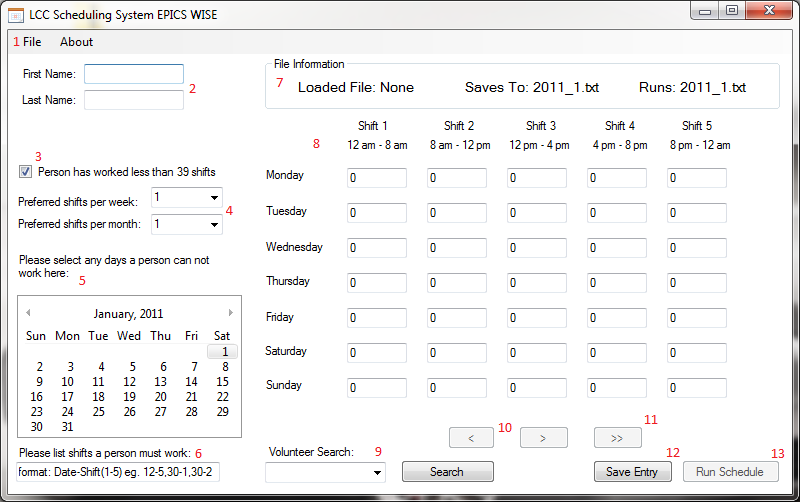 LCC Scheduling System EPICS WISE
1 File About
First Name:
2
Last Name:
File Information
7 Loaded File: None Saves To: 2011_1.txt Runs: 2011_1.txt
3
Person has worked less than 39 shifts
Preferred shifts per week: 1
4
Preferred shifts per month: 1
Please select any days a person can not
work here:
5
January, 2011
Sun Mon Tue Wed Thu Fri Sat
1
2 3 4 5 6 7 8
9 10 11 12 13 14 15
16 17 18 19 20 21 22
23 24 25 26 27 28 29
30 31
Please list shifts a person must work: 6
format: Date-Shift(1-5) eg. 12-5,30-1,30-2
Shift 1 Shift 2 Shift 3 Shift 4 Shift 5
8 12 am - 8 am 8 am - 12 pm 12 pm - 4 pm 4 pm - 8 pm 8 pm - 12 am
Monday 0 0 0 0 0
Tuesday 0 0 0 0 0
Wednesday 0 0 0 0 0
Thursday 0 0 0 0 0
Friday 0 0 0 0 0
Saturday 0 0 0 0 0
Sunday 0 0 0 0 0
< 10 > >> 11
Volunteer Search: 9
Search
12
Save Entry
13
Run Schedule